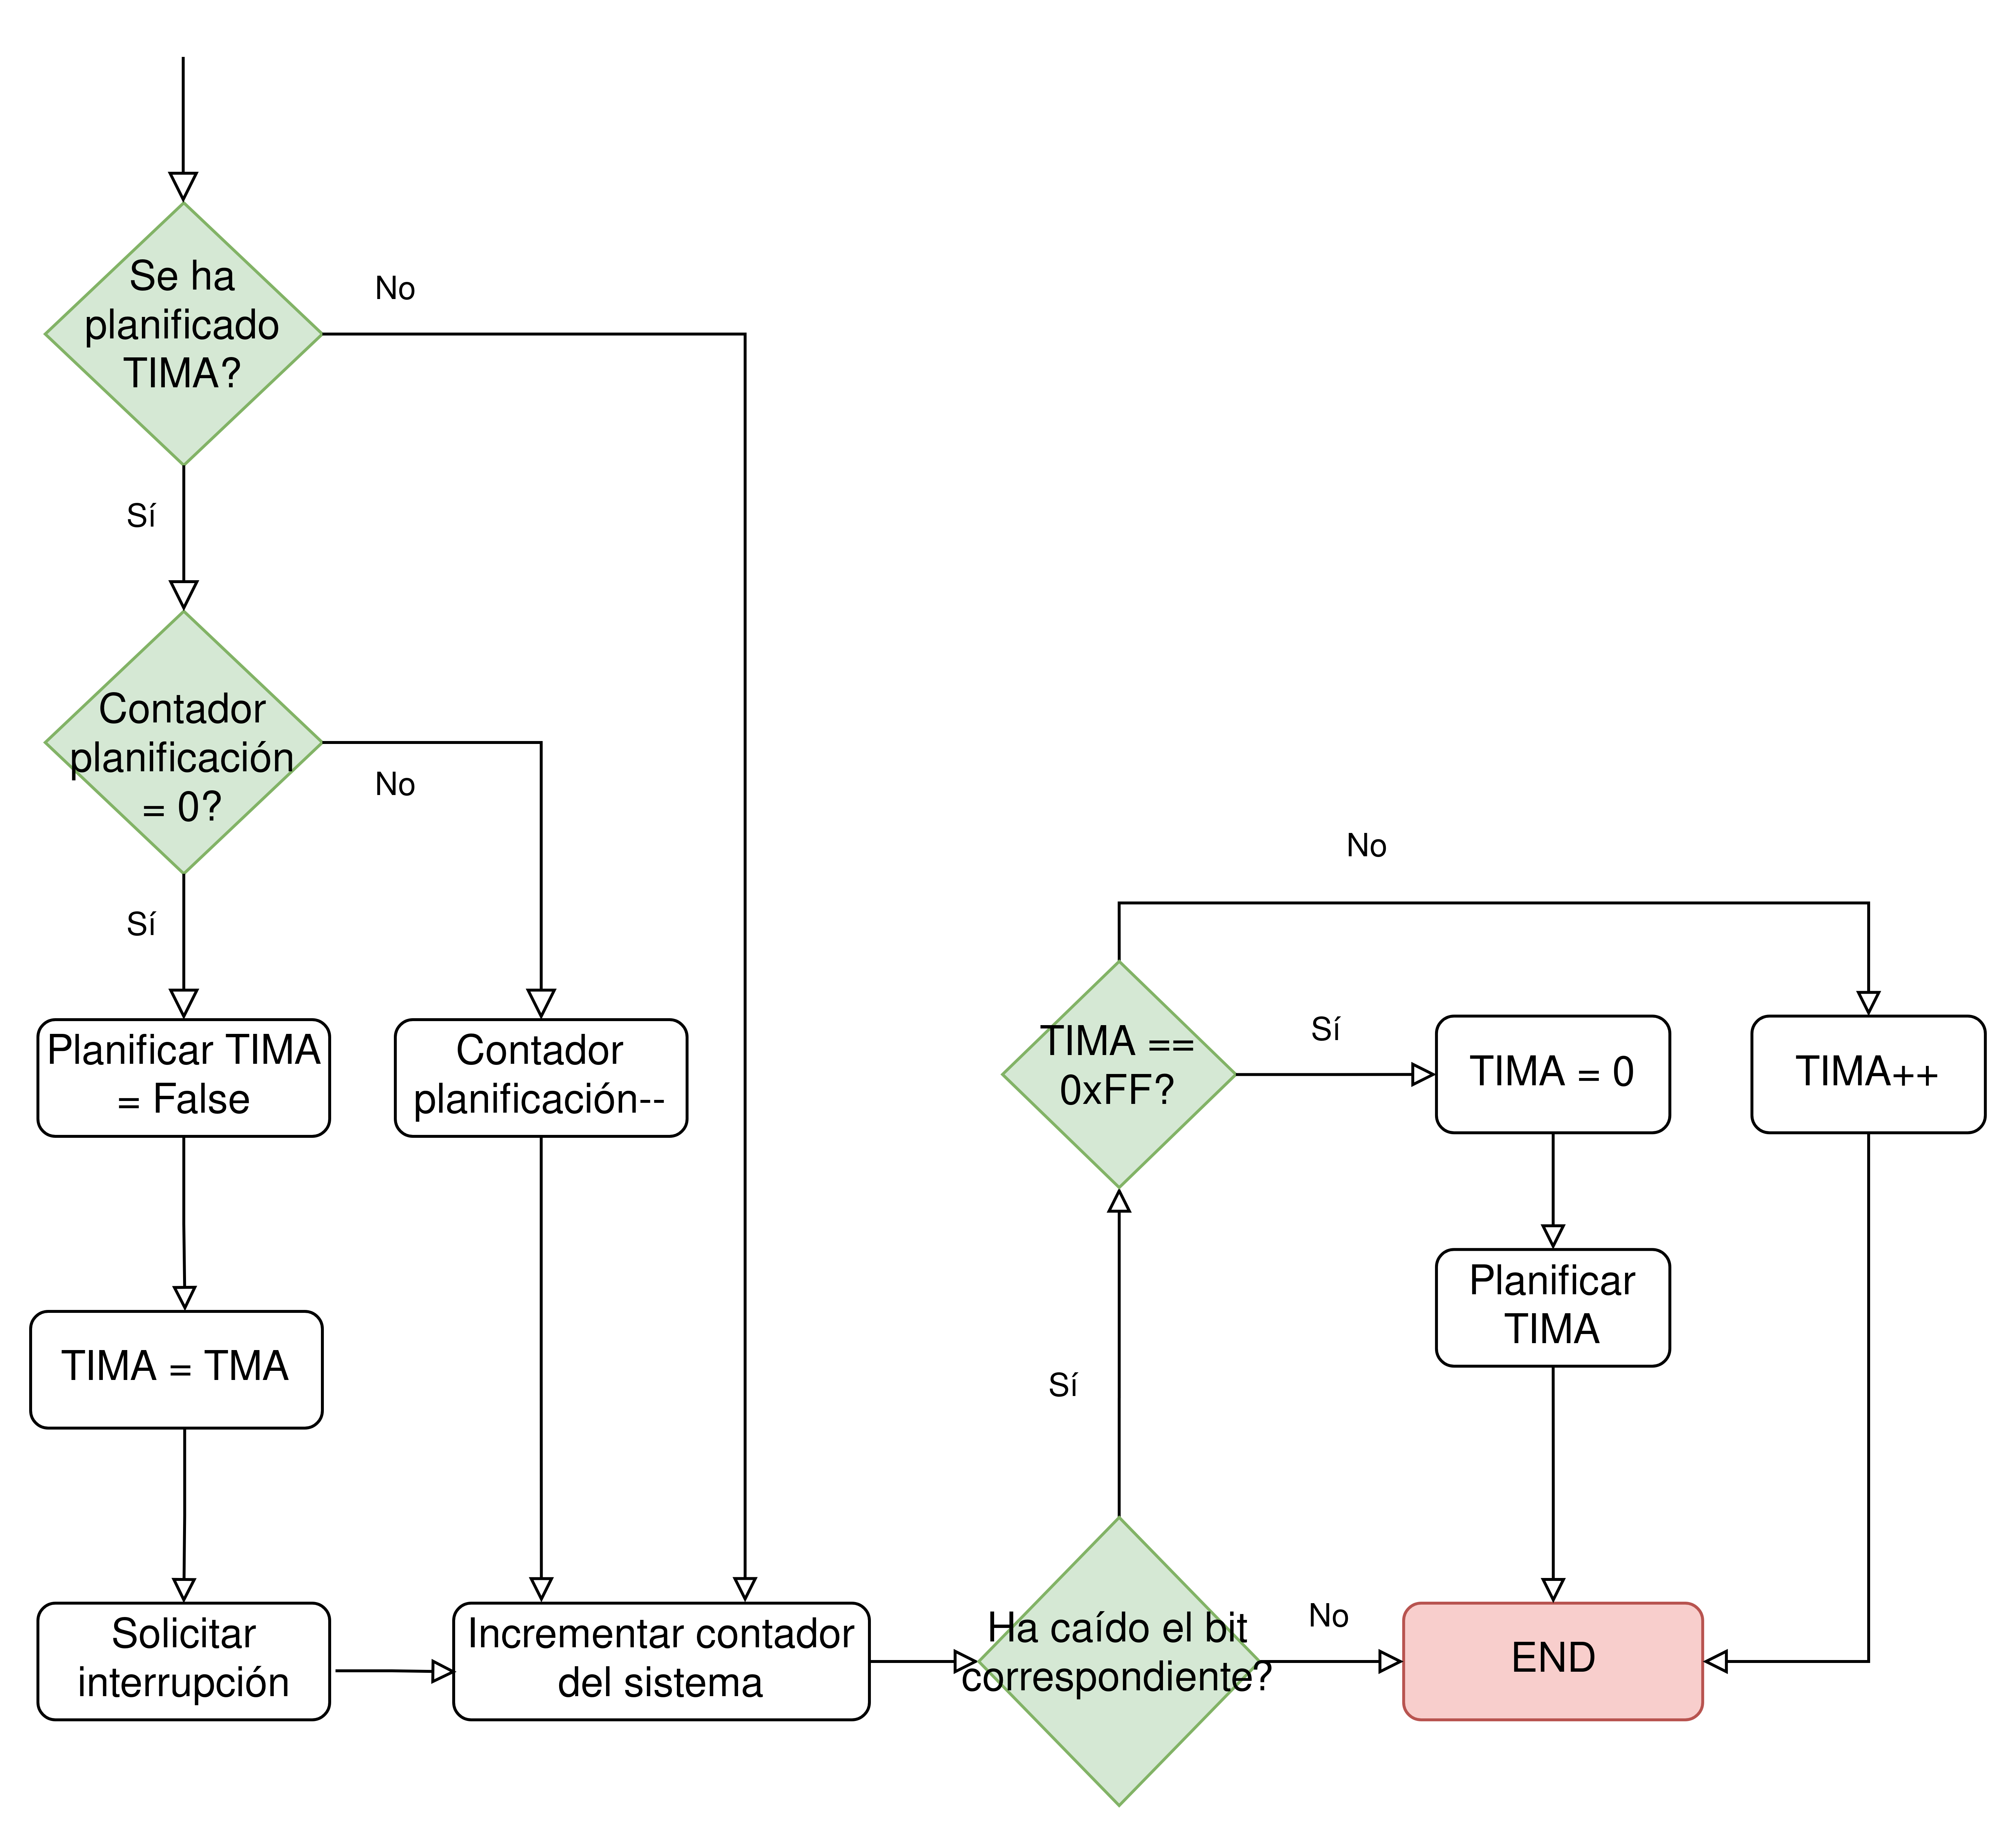 Se ha
planificado
TIMA?
No
Sí
Contador
planificación
= 0?
No
Sí
Planificar TIMA
= False
Contador
planificación--
TIMA = TMA
Solicitar
interrupción
Incrementar contador
del sistema
Ha caído el bit
correspondiente?
No
Sí
TIMA ==
0xFF?
No
Sí
TIMA = 0
TIMA++
Planificar
TIMA
END